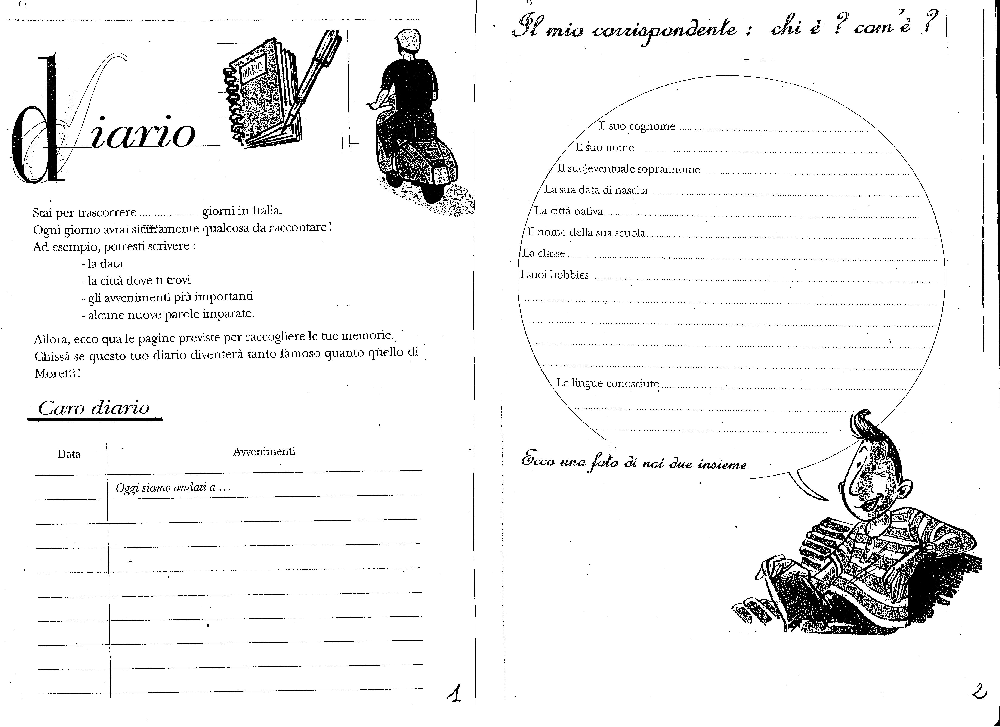 diario
DIARIO
Stai per trascorrere .................. giorni in Italia.
Ogni giorno avrai sicuramente qualcosa da raccontare !
Ad esempio, potresti scrivere :
- la data
- la città dove ti trovi
- gli avvenimenti più importanti
- alcune nuove parole imparate.
Allora, ecco qua le pagine previste per raccogliere le tue memorie.
Chissà se questo tuo diario diventerà tanto famoso quanto quello di
Moretti !
Caro diario
Data Avvenimenti
Oggi siamo andati a ...
1
Il mio corrispondente : chi è ? com'è ?
Il suo cognome
Il suo nome
Il suo eventuale soprannome
La sua data di nascita
La città nativa
Il nome della sua scuola
La classe
I suoi hobbies
Le lingue conosciute
Ecco una foto di noi due insieme
2